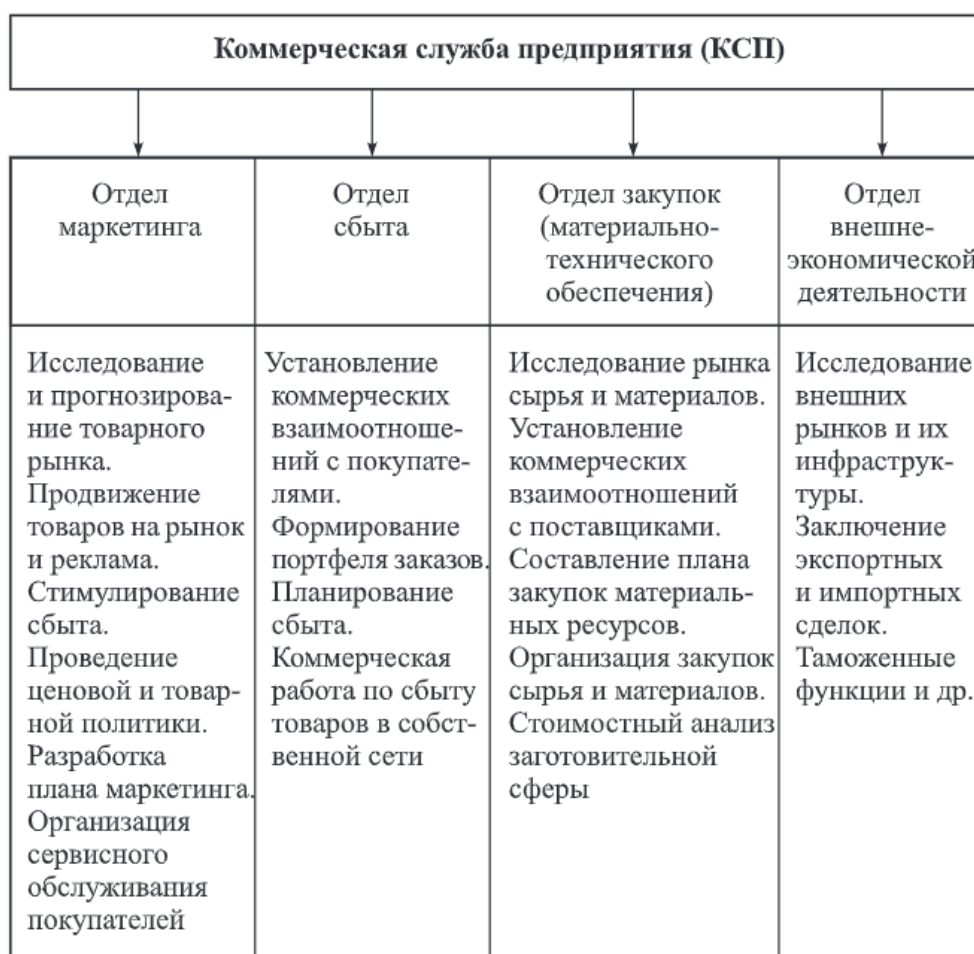 Коммерческая служба предприятия (КСП)
Отдел
маркетинга
Отдел
сбыта
Отдел закупок
(материально-
технического
обеспечения)
Отдел
внешне-
экономической
деятельности
Исследование
и прогнозирова-
ние товарного
рынка.
Продвижение
товаров на рынок
и реклама.
Стимулирование
сбыта.
Проведение
ценовой и товар-
ной политики.
Разработка
плана маркетинга.
Организация
сервисного
обслуживания
покупателей
Установление
коммерческих
взаимоотноше-
ний с покупате-
лями.
Формирование
портфеля заказов.
Планирование
сбыта.
Коммерческая
работа по сбыту
товаров в собст-
венной сети
Исследование рынка
сырья и материалов.
Установление
коммерческих
взаимоотношений
с поставщиками.
Составление плана
закупок материаль-
ных ресурсов.
Организация закупок
сырья и материалов.
Стоимостный анализ
заготовительной
сферы
Исследование
внешних
рынков и их
инфраструк-
туры.
Заключение
экспортных
и импортных
сделок.
Таможенные
функции и др.